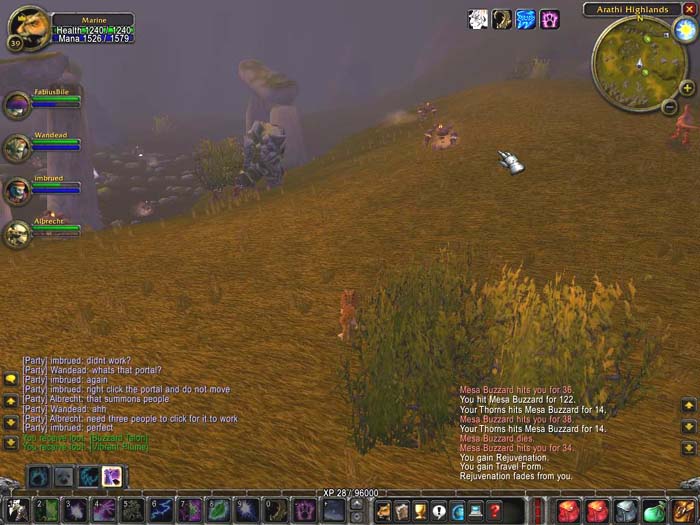 Marine
Health 1240 / 1240
Mana 1526 / 1579
39
Arathi Highlands
N
FabiusBile
Wandead
imbrued
Albrecht
[Party] imbrued: didnt work?
[Party] Wandead: whats that portal?
[Party] imbrued: again
[Party] imbrued: right click the portal and do not move
[Party] Albrecht: that summons people
[Party] Wandead: ahh
[Party] Albrecht: need three people to click for it to work
[Party] imbrued: perfect
You receive loot: [Buzzard Talon]
You receive loot: [Vibrant Plume]
Mesa Buzzard hits you for 36.
You hit Mesa Buzzard for 122.
Your Thorns hits Mesa Buzzard for 14.
Mesa Buzzard hits you for 38.
Your Thorns hits Mesa Buzzard for 14.
Mesa Buzzard dies.
Mesa Buzzard hits you for 34.
You gain Rejuvenation.
You gain Travel Form.
Rejuvenation fades from you.
XP 28 / 96000